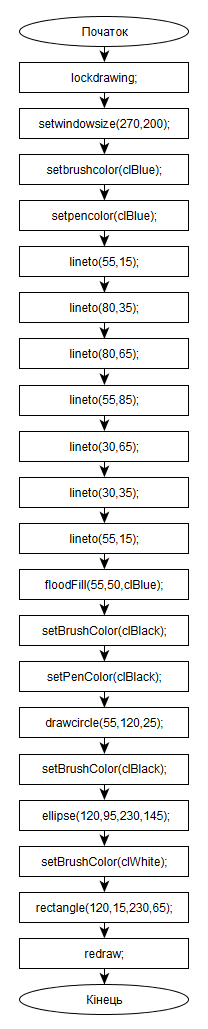 Початок
lockdrawing;
setwindowsize(270,200);
setbrushcolor(clBlue);
setpencolor(clBlue);
lineto(55,15);
lineto(80,35);
lineto(80,65);
lineto(55,85);
lineto(30,65);
lineto(30,35);
lineto(55,15);
floodFill(55,50,clBlue);
setBrushColor(clBlack);
setPenColor(clBlack);
drawcircle(55,120,25);
setBrushColor(clBlack);
ellipse(120,95,230,145);
setBrushColor(clWhite);
rectangle(120,15,230,65);
redraw;
Кінець